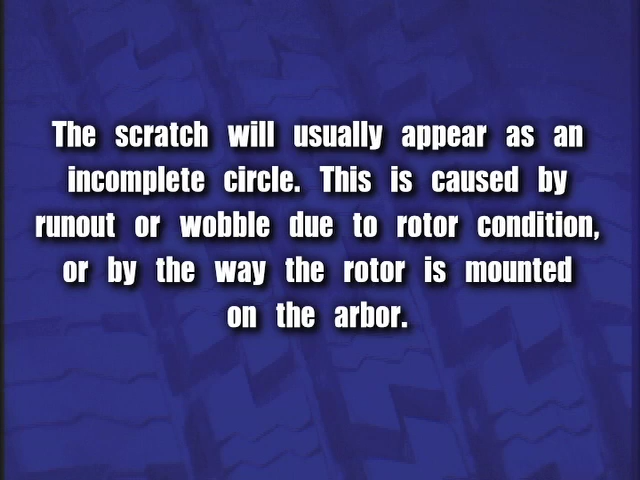 The scratch will usually appear as an
incomplete circle. This is caused by
runout or wobble due to rotor condition,
or by the way the rotor is mounted
on the arbor.